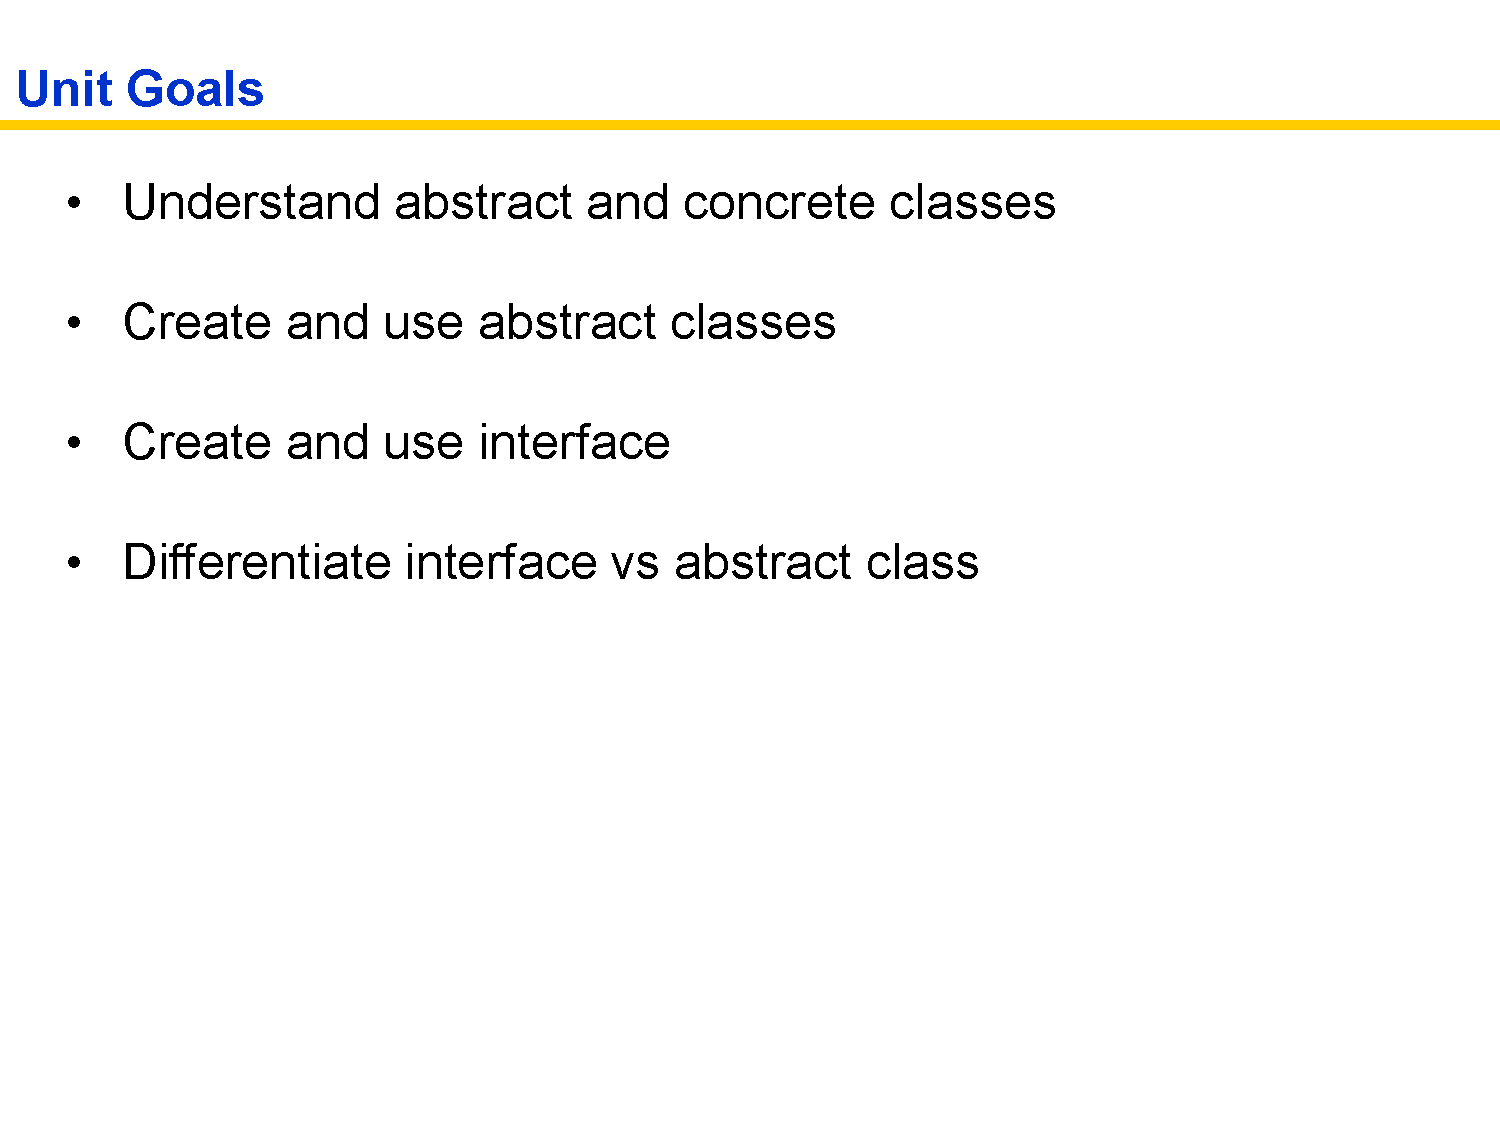 Unit Goals
• Understand abstract and concrete classes
• Create and use abstract classes
• Create and use interface
• Differentiate interface vs abstract class